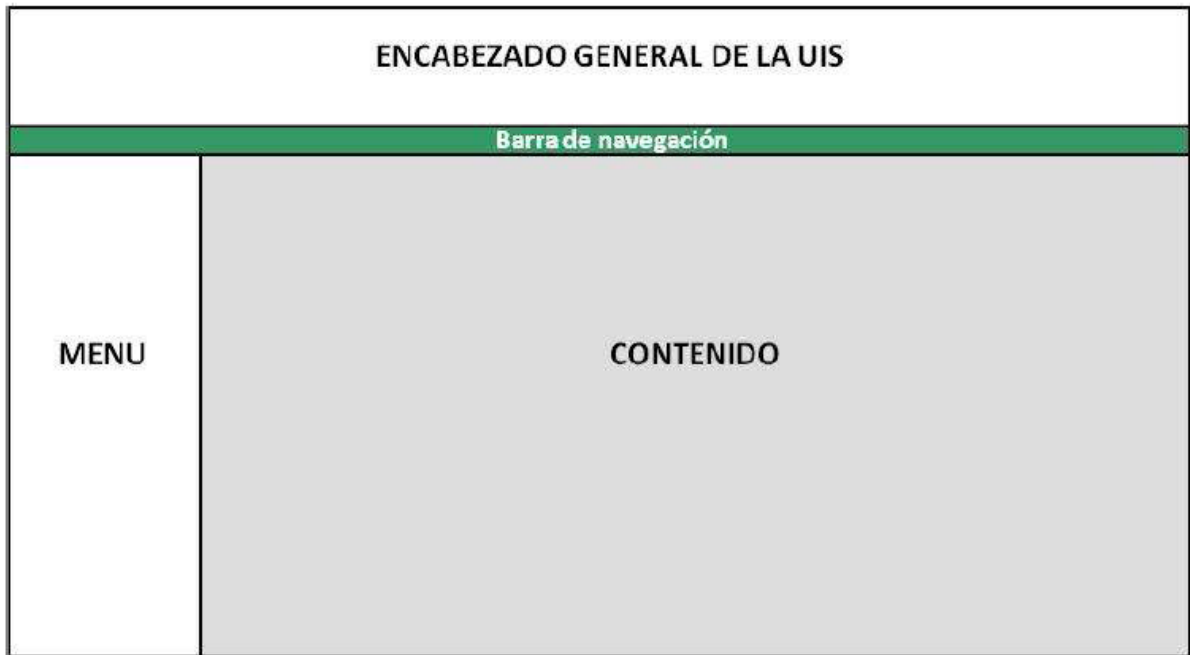 ENCABEZADO GENERAL DE LA UIS
Barra de navegación
MENU
CONTENIDO